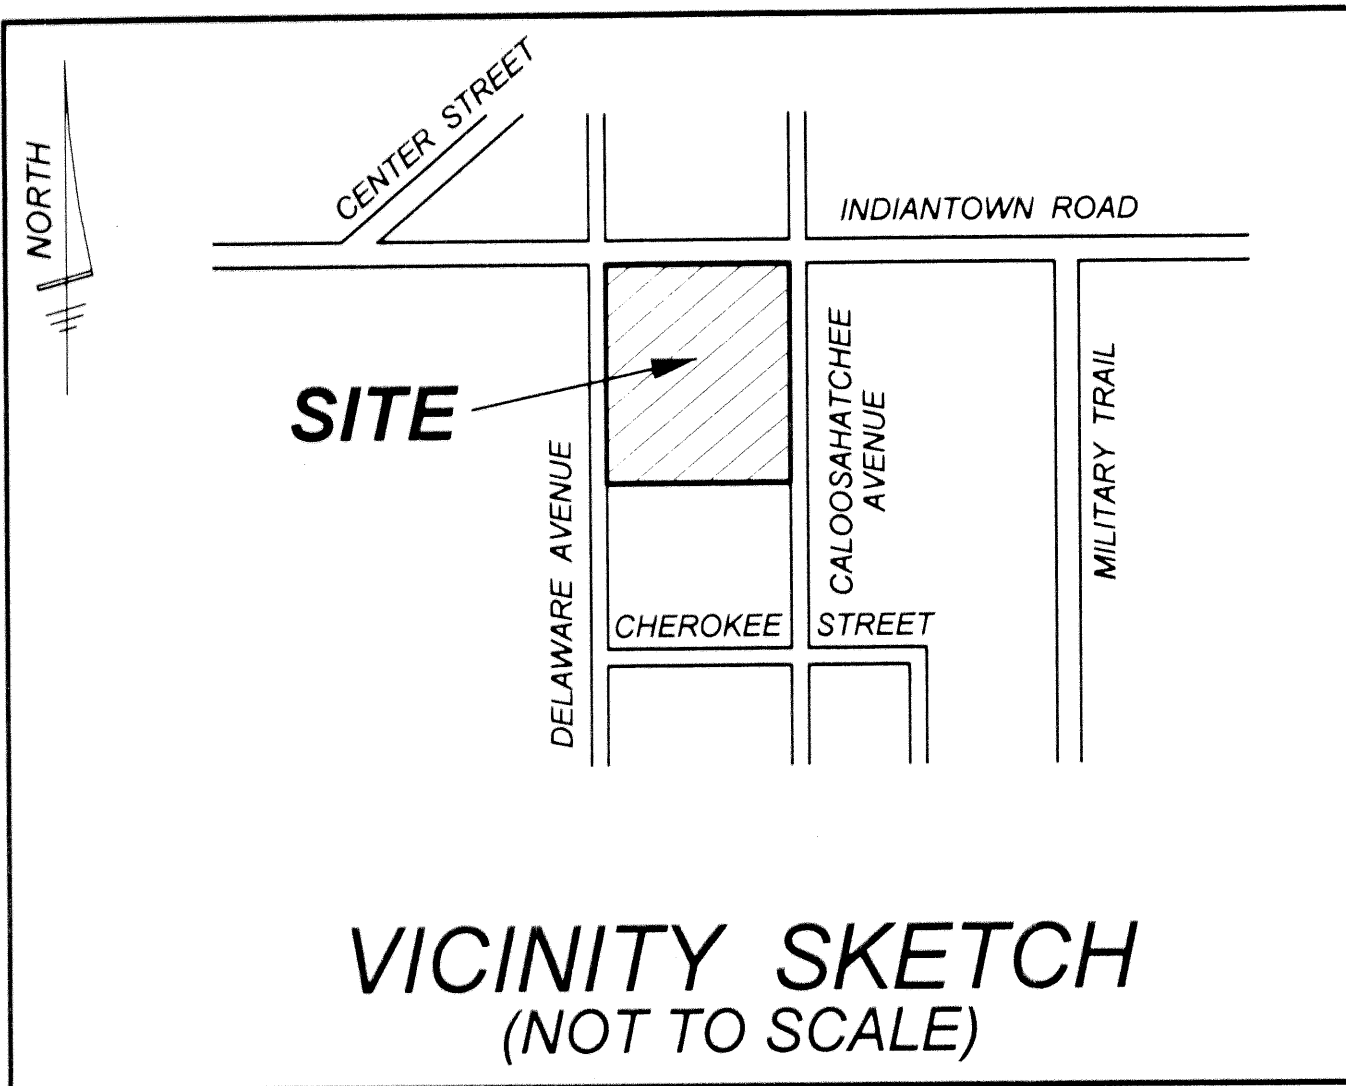 NORTH
CENTER STREET
INDIANTOWN ROAD
SITE
DELAWARE AVENUE
CALOOSAHATCHEE
AVENUE
MILITARY TRAIL
CHEROKEE STREET
VICINITY SKETCH
(NOT TO SCALE)